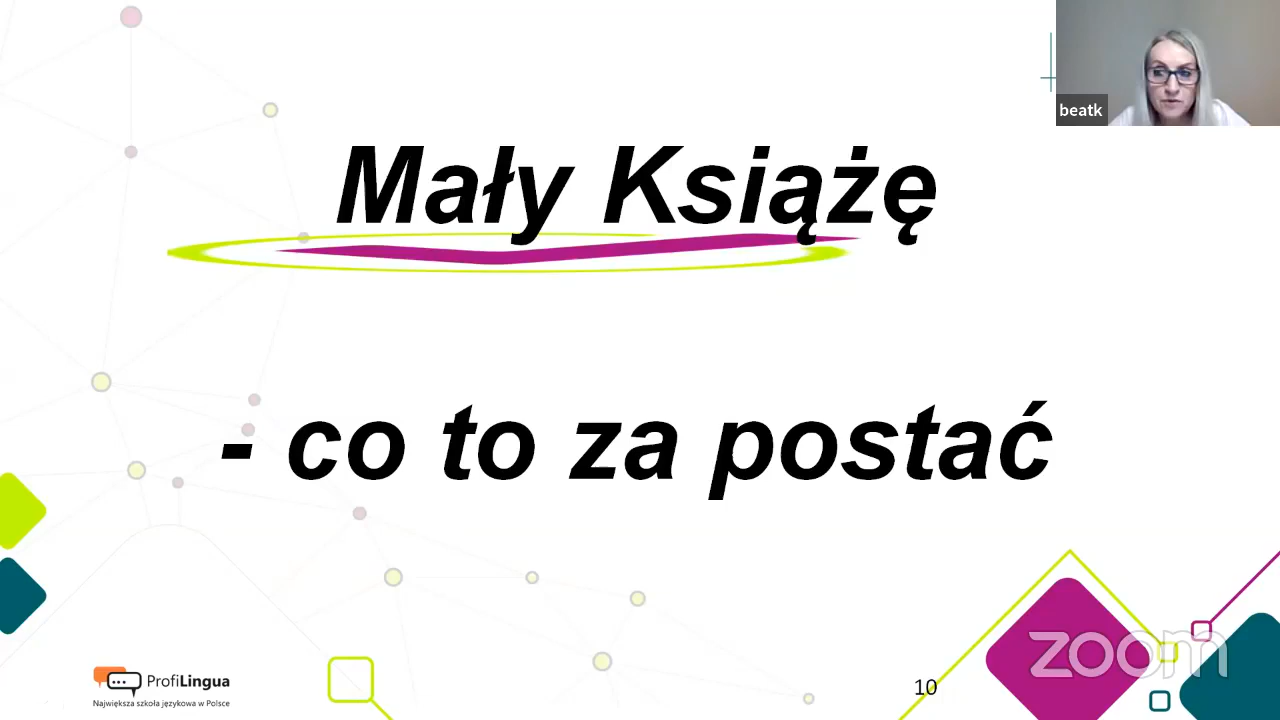 beatk
Mały Książę
- co to za postać
ProfiLingua
Największa szkoła językowa w Polsce
10
zoom